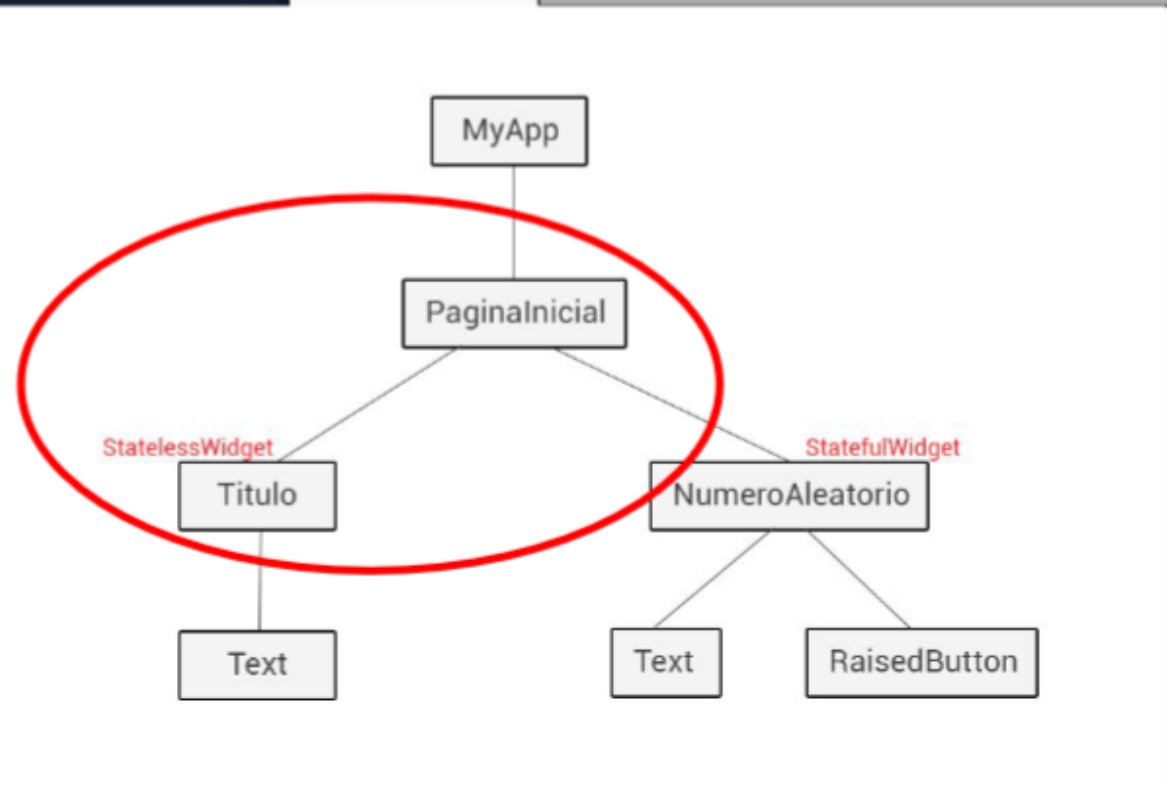 MyApp
PaginaInicial
StatelessWidget
StatefulWidget
Titulo
NumeroAleatorio
Text
Text
RaisedButton